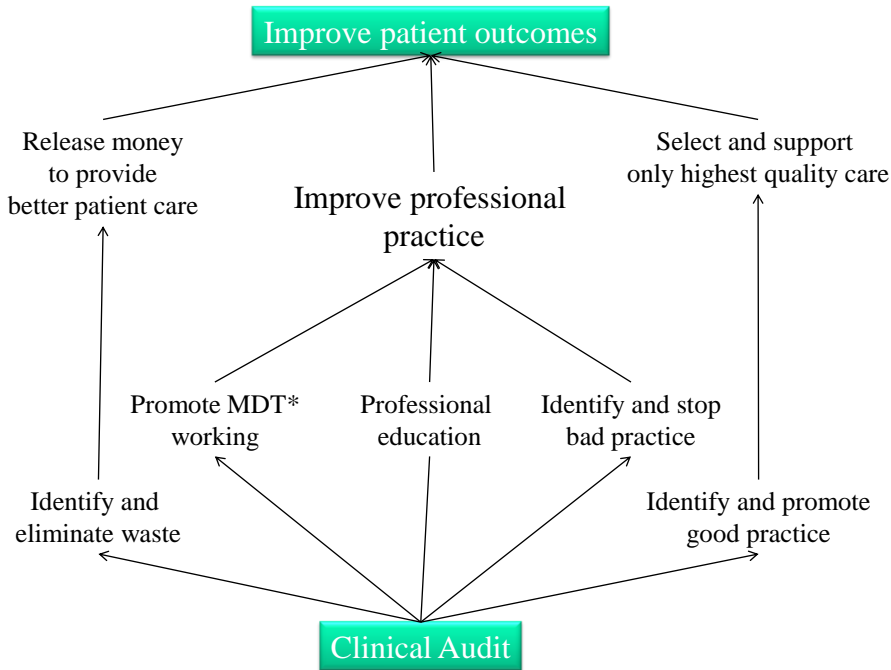 Improve patient outcomes
Release money
to provide
better patient care
Select and support
only highest quality care
Improve professional
practice
Promote MDT*
working
Professional
education
Identify and stop
bad practice
Identify and
eliminate waste
Identify and promote
good practice
Clinical Audit